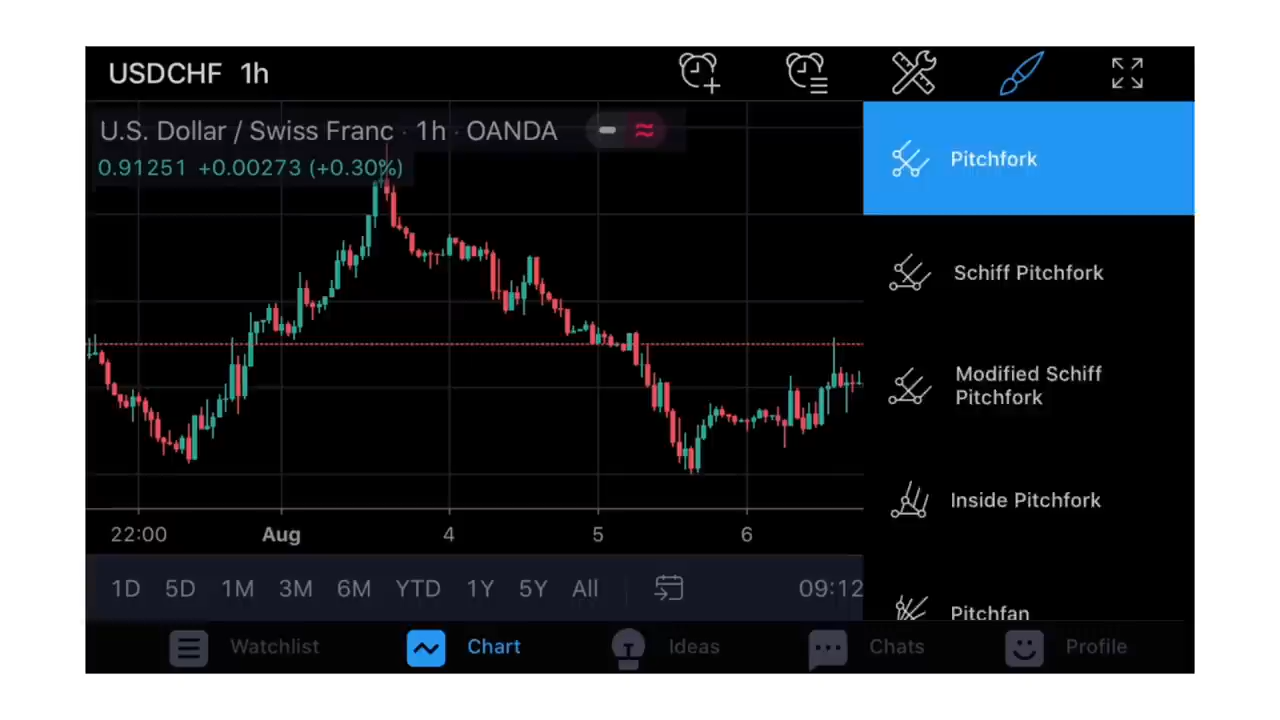 USDCHF 1h
U.S. Dollar / Swiss Franc · 1h · OANDA
0.91251 +0.00273 (+0.30%)
Pitchfork
Schiff Pitchfork
Modified Schiff
Pitchfork
Inside Pitchfork
Pitchfan
22:00 Aug 4 5 6
1D 5D 1M 3M 6M YTD 1Y 5Y All 09:12
Watchlist Chart Ideas Chats Profile